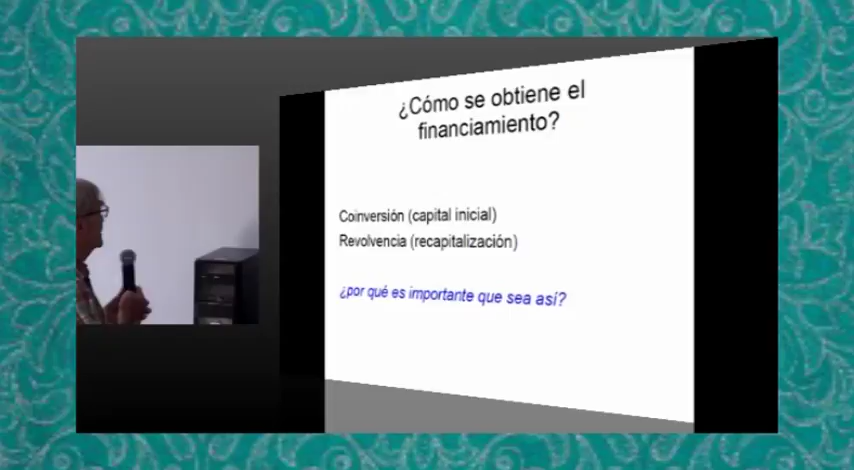 ¿Cómo se obtiene el
financiamiento?
Coinversión (capital inicial)
Revolvencia (recapitalización)
¿por qué es importante que sea así?